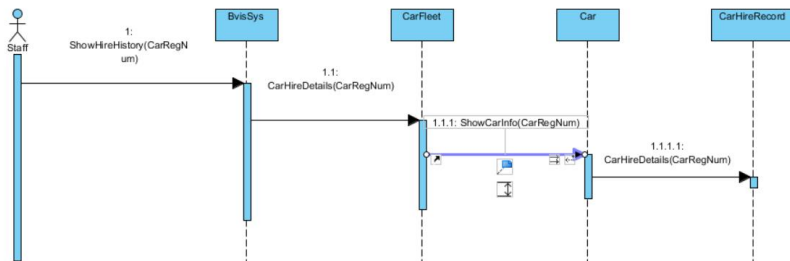 BvisSys
CarFleet
Car
CarHireRecord
Staff
1:
ShowHireHistory(CarRegN
um)
1.1:
CarHireDetails(CarRegNum)
1.1.1: ShowCarInfo(CarRegNum)
1.1.1.1:
CarHireDetails(CarRegNum)